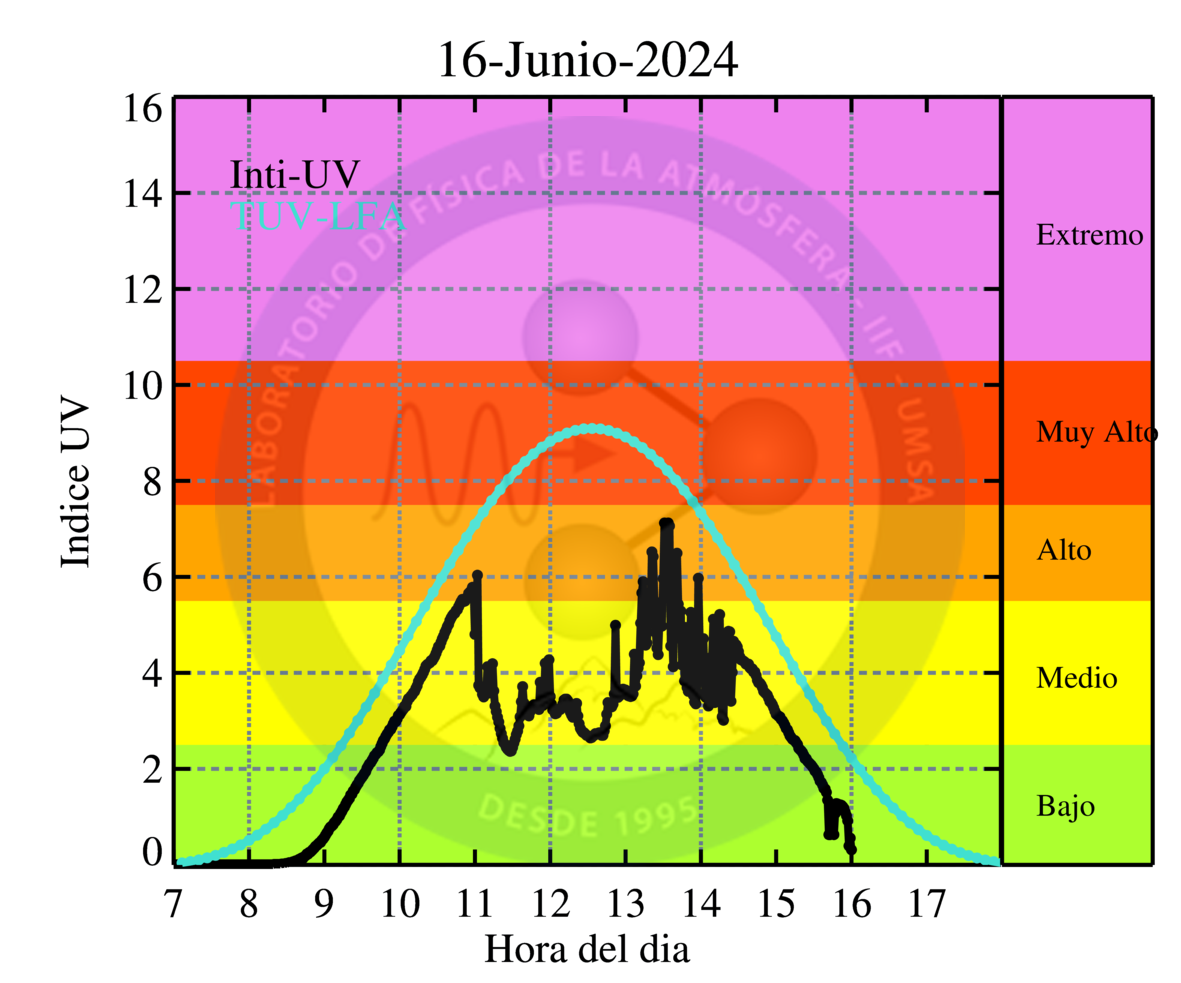 16-Junio-2024
Inti-UV
TUV-LFA
LABORATORIO DE FÍSICA DE LA ATMÓSFERA - IIF - UMSA
DESDE 1995
Indice UV
16
14
12
10
8
6
4
2
0
Extremo
Muy Alto
Alto
Medio
Bajo
7 8 9 10 11 12 13 14 15 16 17
Hora del dia